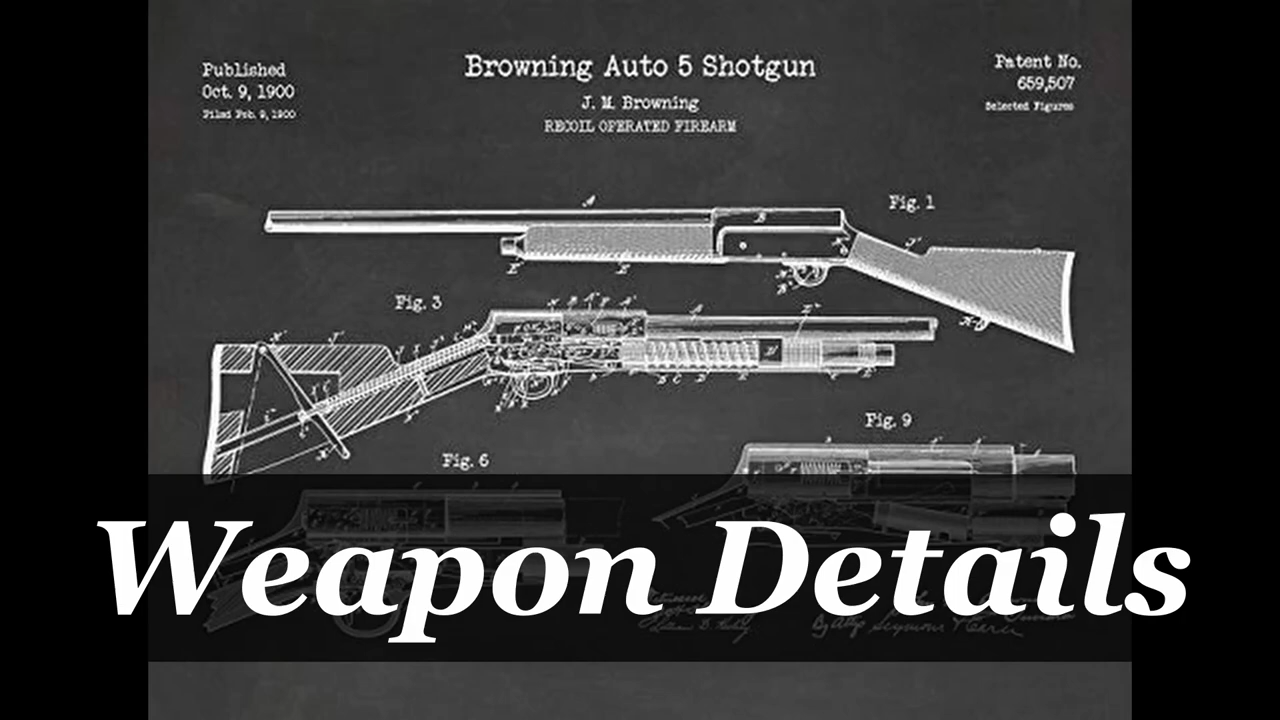 Published
Oct. 9, 1900
Filed Feb. 9, 1900
Browning Auto 5 Shotgun
J. M. Browning
RECOIL OPERATED FIREARM
Patent No.
659,507
Selected Figures
Fig. 1
Fig. 3
Fig. 9
Fig. 6
Weapon Details